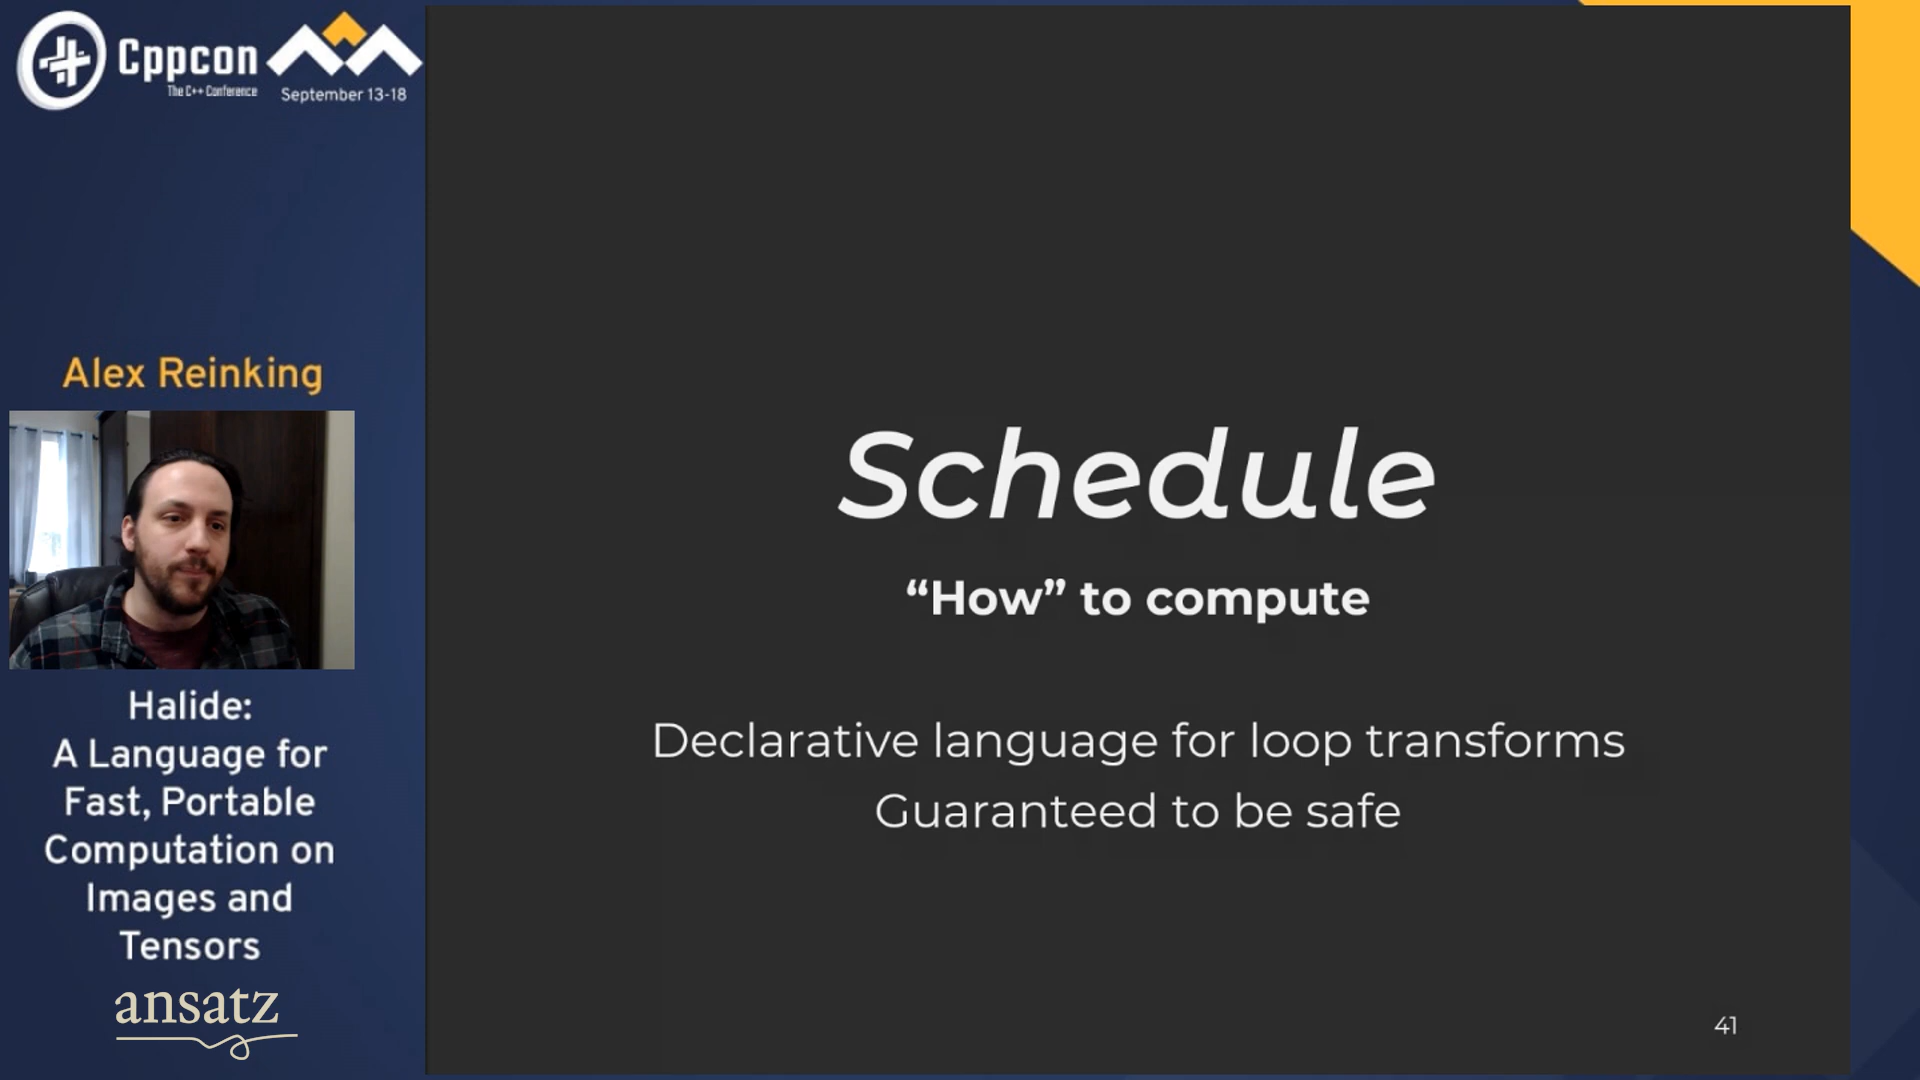 Cppcon
The C++ Conference
September 13-18
Alex Reinking
Halide:
A Language for
Fast, Portable
Computation on
Images and
Tensors
ansatz
Schedule
“How” to compute
Declarative language for loop transforms
Guaranteed to be safe
41